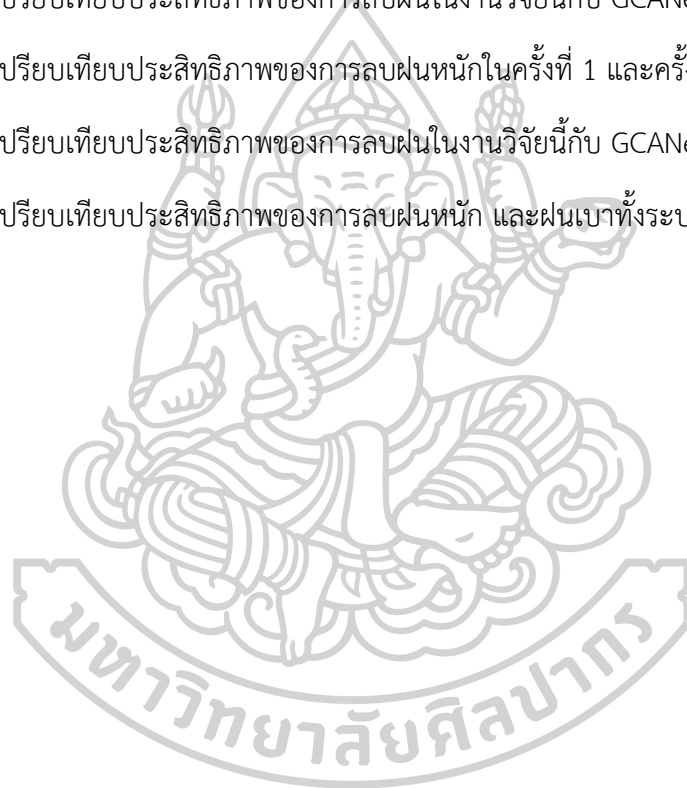 ปรียบเทียบประสิทธิภาพของการลบฝนในงานวิจัยนี้กับ GCANe
ปรียบเทียบประสิทธิภาพของการลบฝนหนักในครั้งที่ 1 และครั้ง
ปรียบเทียบประสิทธิภาพของการลบฝนในงานวิจัยนี้กับ GCANe
ปรียบเทียบประสิทธิภาพของการลบฝนหนัก และฝนเบาทั้งระบ
มหาวิทยาลัยศิลปากร